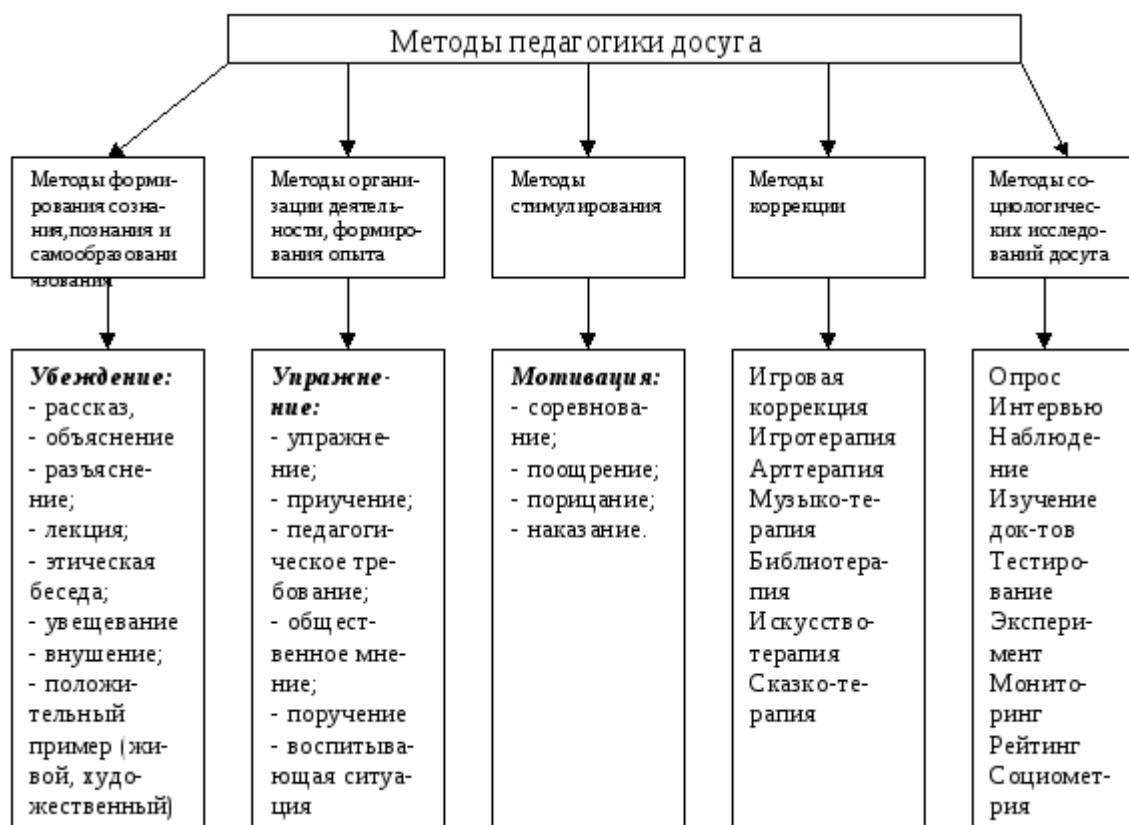 Методы педагогики досуга
Методы форми-
рования созна-
ния,познания и
самообразовани
язования
Методы органи-
зации деятель-
ности, формиро-
вания опыта
Методы
стимулирования
Методы
коррекции
Методы со-
циологичес-
ких исследо-
ваний досуга
Убеждение:
- рассказ,
- объяснение
- разъясне-
ние;
- лекция;
- этическая
беседа;
- увещевание
- внушение;
- положи-
тельный
пример (жи-
вой, худо-
жественный)
Упражне-
ние:
- упражне-
ние;
- приучение;
- педагоги-
ческое тре-
бование;
- общест-
венное мне-
ние;
- поручение
- воспитыва-
ющая ситуа-
ция
Мотивация:
- соревнова-
ние;
- поощрение;
- порицание;
- наказание.
Игровая
коррекция
Игротерапия
Арттерапия
Музыко-те-
рапия
Библиотера-
пия
Искусство-
терапия
Сказко-те-
рапия
Опрос
Интервью
Наблюде-
ние
Изучение
док-тов
Тестиро-
вание
Экспери-
мент
Монито-
ринг
Рейтинг
Социомет-
рия